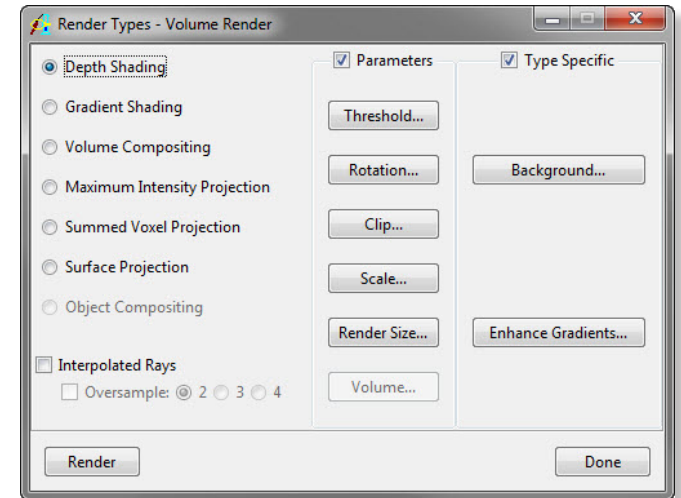 Render Types - Volume Render
Depth Shading
Gradient Shading
Volume Compositing
Maximum Intensity Projection
Summed Voxel Projection
Surface Projection
Object Compositing
Interpolated Rays
Oversample: 2 3 4
Parameters
Threshold...
Rotation...
Clip...
Scale...
Render Size...
Volume...
Type Specific
Background...
Enhance Gradients...
Render
Done